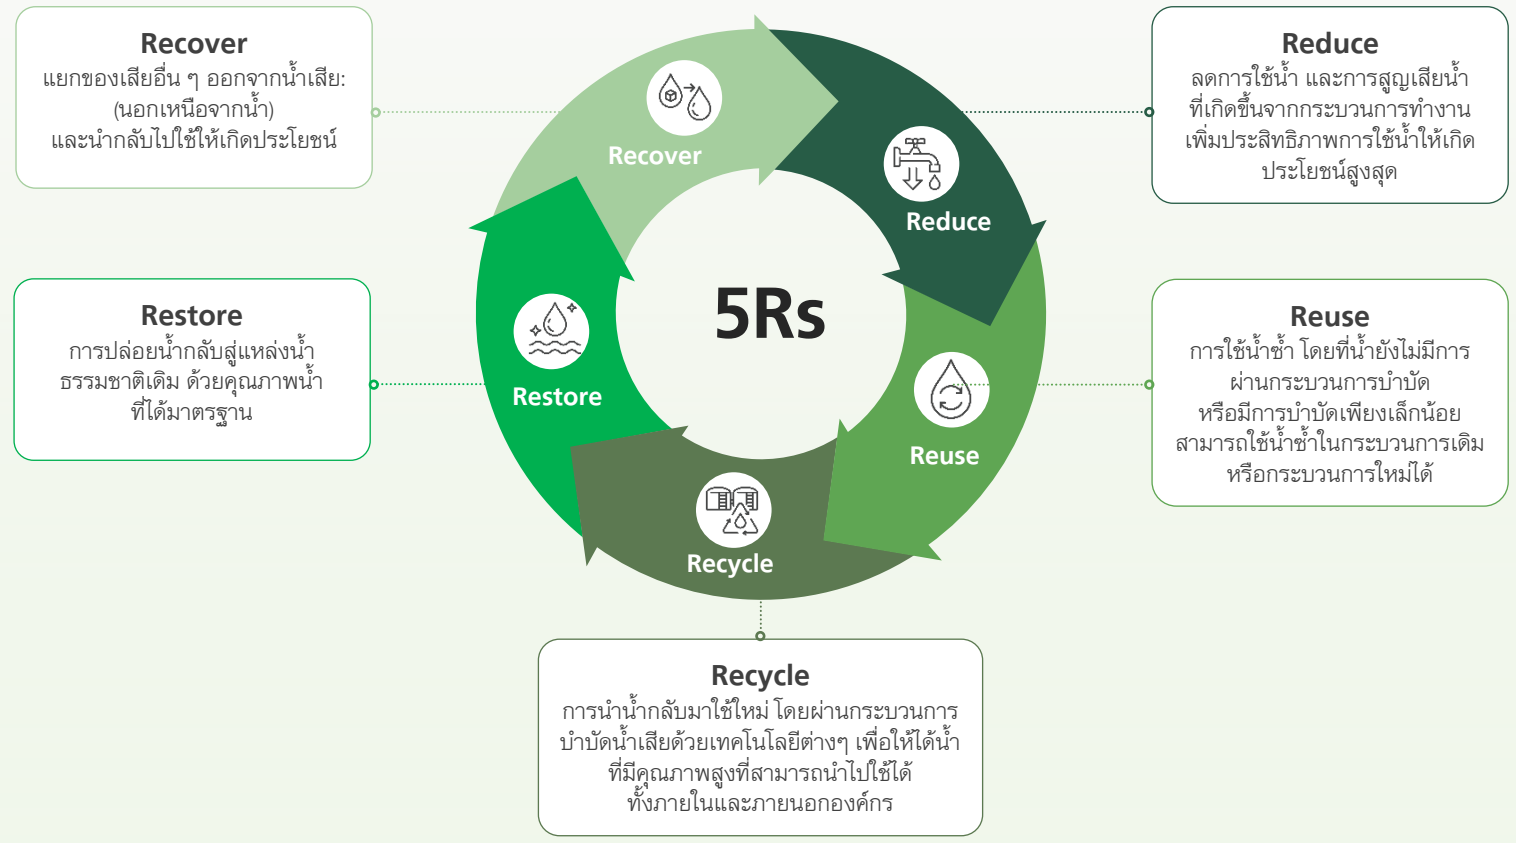 Recover
แยกของเสียอื่น ๆ ออกจากน้ำเสีย:
(นอกเหนือจากน้ำ)
และนำกลับไปใช้ให้เกิดประโยชน์
Reduce
ลดการใช้น้ำ และการสูญเสียน้ำ
ที่เกิดขึ้นจากกระบวนการทำงาน
เพิ่มประสิทธิภาพการใช้น้ำให้เกิด
ประโยชน์สูงสุด
Recover
Reduce
5Rs
Restore
Reuse
Recycle
Restore
การปล่อยน้ำกลับสู่แหล่งน้ำ
ธรรมชาติเดิม ด้วยคุณภาพน้ำ
ที่ได้มาตรฐาน
Reuse
การใช้น้ำซ้ำ โดยที่น้ำยังไม่มีการ
ผ่านกระบวนการบำบัด
หรือมีการบำบัดเพียงเล็กน้อย
สามารถใช้น้ำซ้ำในกระบวนการเดิม
หรือกระบวนการใหม่ได้
Recycle
การนำน้ำกลับมาใช้ใหม่ โดยผ่านกระบวนการ
บำบัดน้ำเสียด้วยเทคโนโลยีต่างๆ เพื่อให้ได้น้ำ
ที่มีคุณภาพสูงที่สามารถนำไปใช้ได้
ทั้งภายในและภายนอกองค์กร